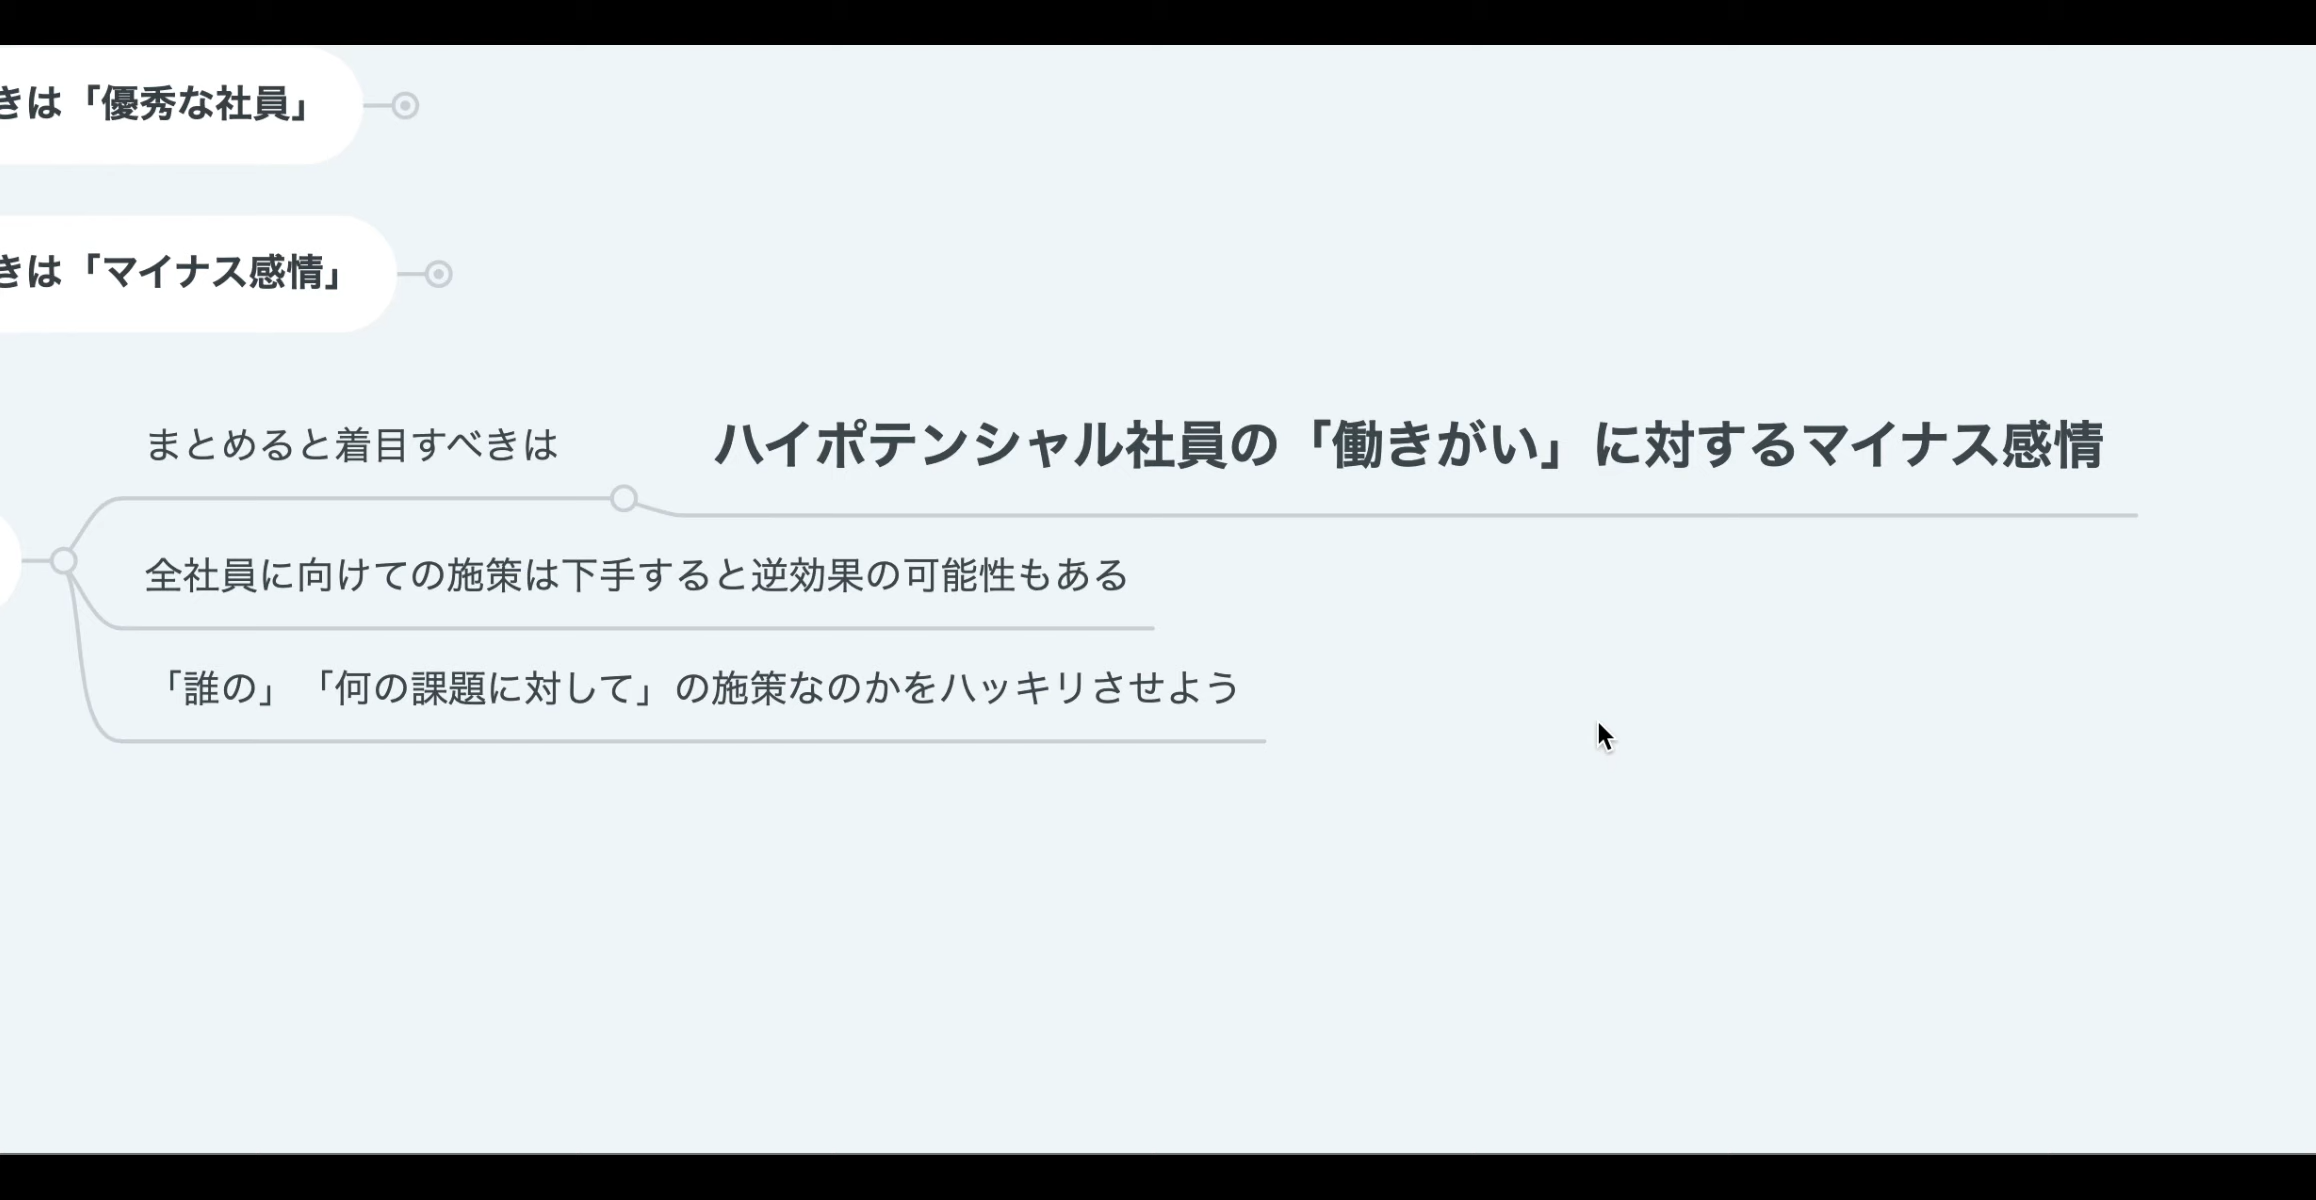 きは「優秀な社員」
きは「マイナス感情」
まとめると着目すべきは
ハイポテンシャル社員の「働きがい」に対するマイナス感情
全社員に向けての施策は下手すると逆効果の可能性もある
「誰の」「何の課題に対して」の施策なのかをハッキリさせよう